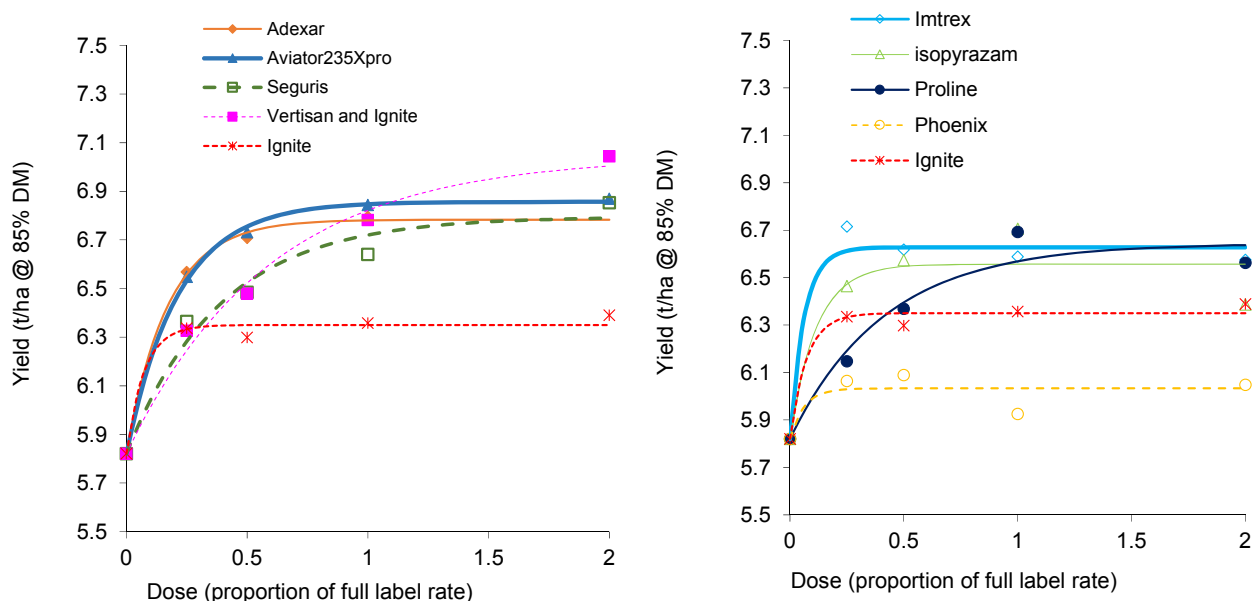 Adexar
Aviator235Xpro
Seguris
Vertisan and Ignite
Ignite
7.5
7.3
7.1
6.9
6.7
6.5
6.3
6.1
5.9
5.7
5.5
Yield (t/ha @ 85% DM)
0
0.5
1
1.5
2
Dose (proportion of full label rate)
Imtrex
isopyrazam
Proline
Phoenix
Ignite
7.5
7.3
7.1
6.9
6.7
6.5
6.3
6.1
5.9
5.7
5.5
Yield (t/ha @ 85% DM)
0
0.5
1
1.5
2
Dose (proportion of full label rate)